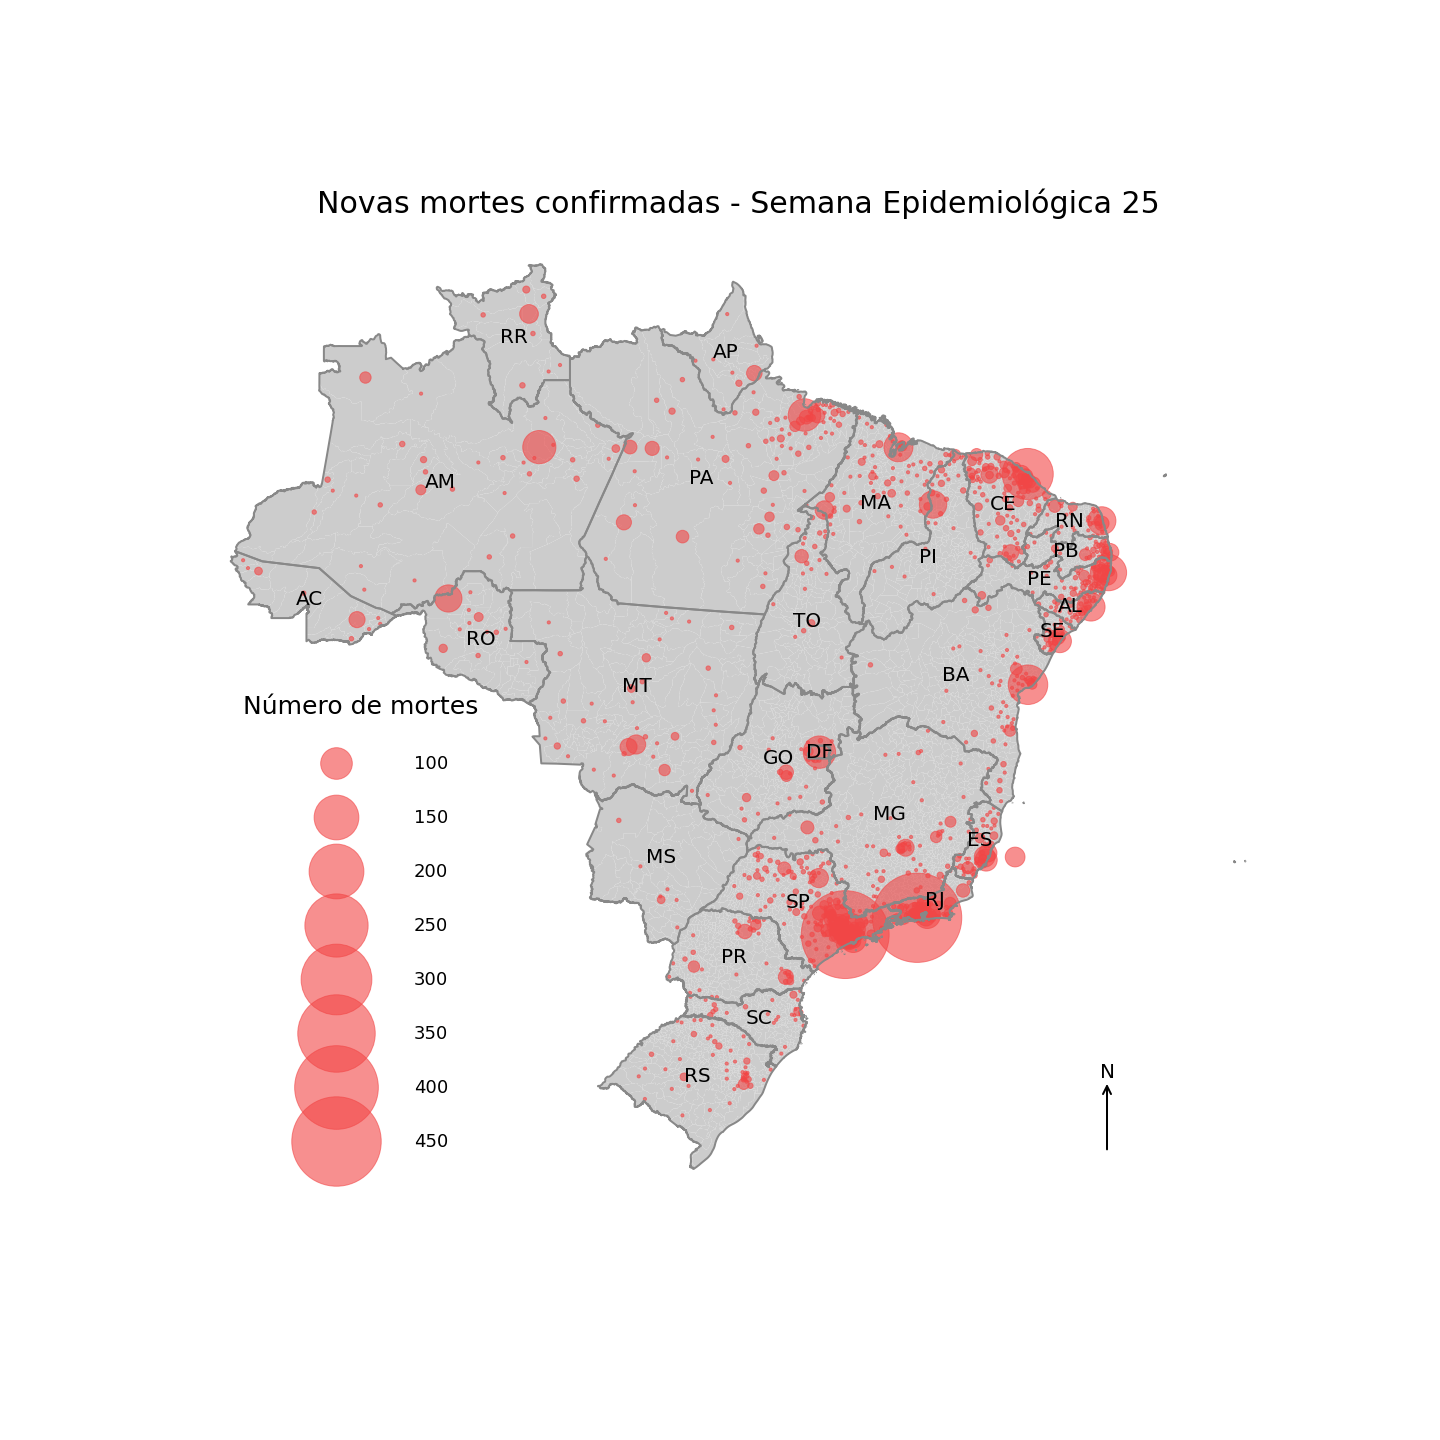 Novas mortes confirmadas - Semana Epidemiológica 25
RR
AP
AM
PA
MA
CE
RN
PI
PB
PE
AC
AL
TO
SE
RO
BA
MT
Número de mortes
GO
DF
100
MG
150
ES
MS
200
SP
RJ
250
PR
300
SC
350
N
RS
400
450